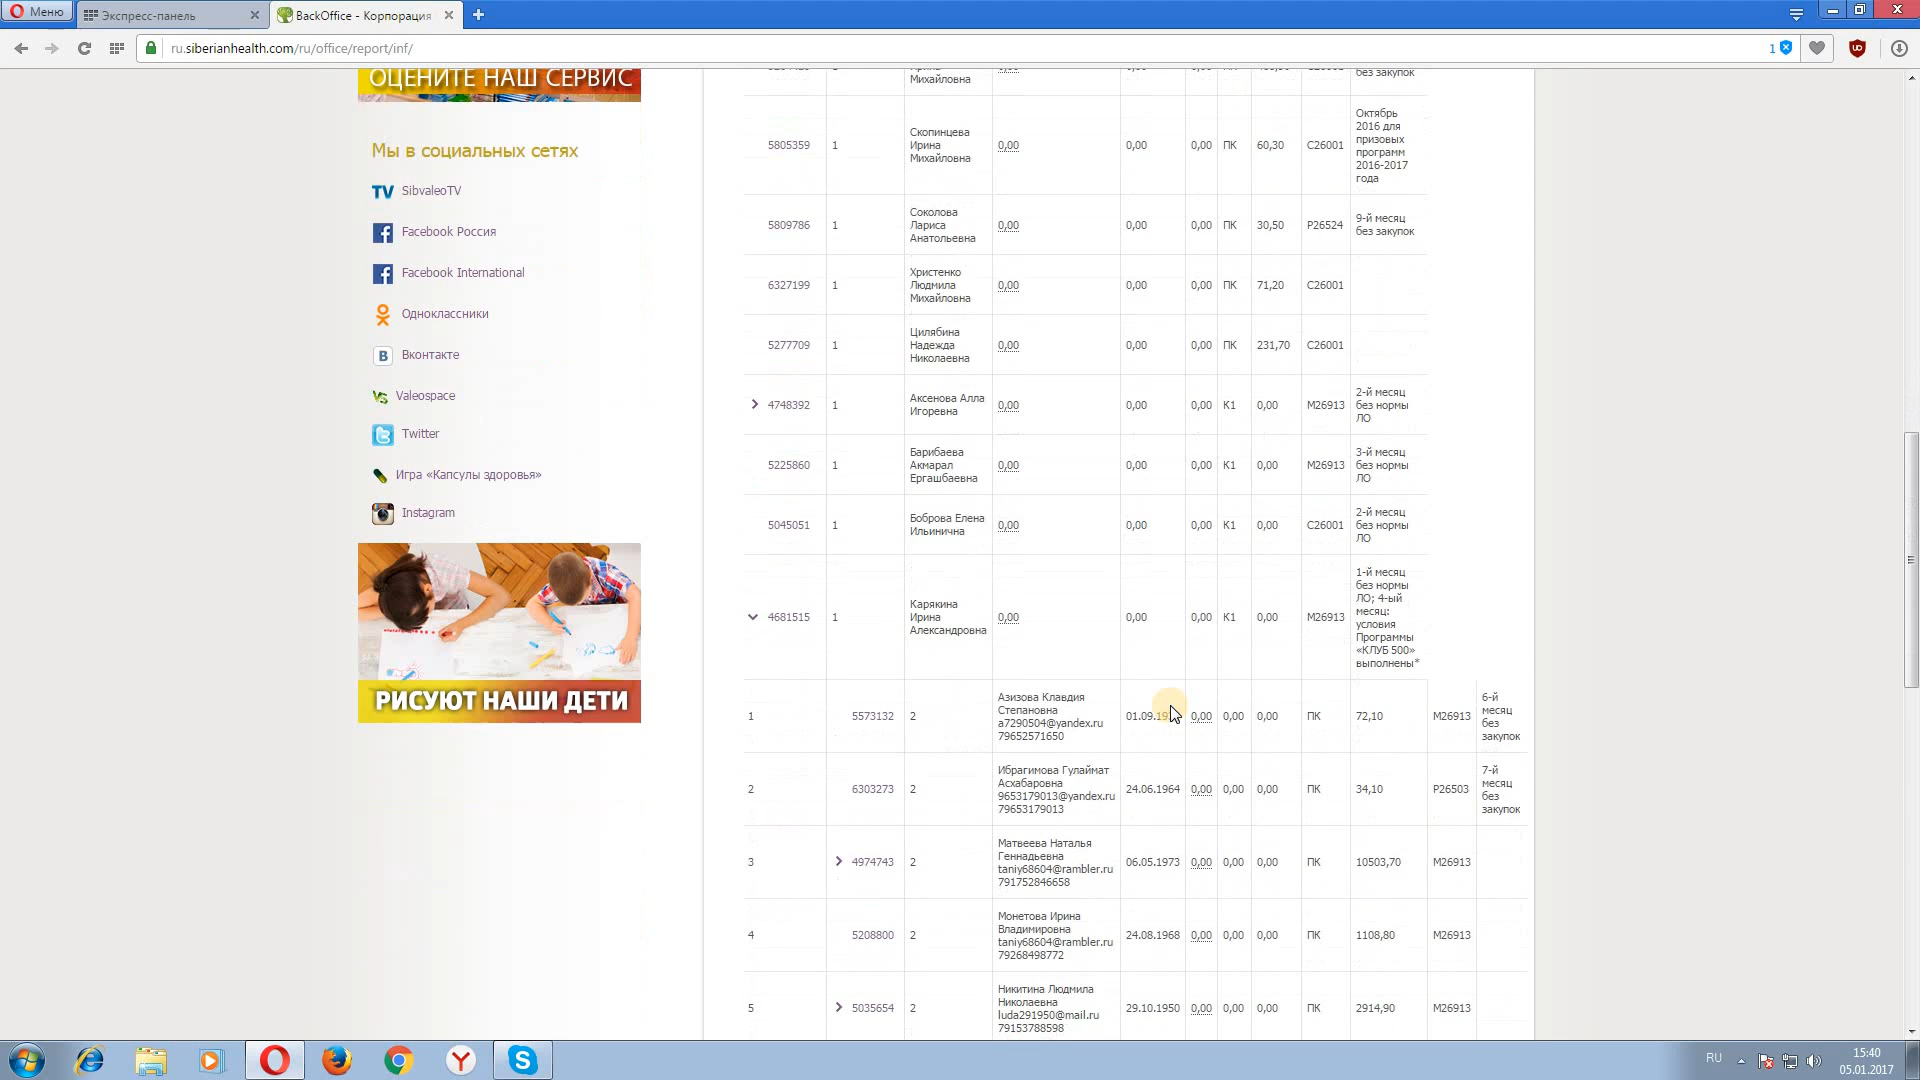 Меню
Экспресс-панель
BackOffice - Корпорация
ru.siberianhealth.com/ru/office/report/inf/
1
ОЦЕНИТЕ НАШ СЕРВИС
Мы в социальных сетях
SibvaleoTV
Facebook Россия
Facebook International
Одноклассники
Вконтакте
Valeospace
Twitter
Игра «Капсулы здоровья»
Instagram
РИСУЮТ НАШИ ДЕТИ
Михайловна
без закупок
5805359 1 Скопинцева Ирина Михайловна 0,00 0,00 0,00 ПК 60,30 C26001 Октябрь 2016 для призовых программ 2016-2017 года
5809786 1 Соколова Лариса Анатольевна 0,00 0,00 0,00 ПК 30,50 P26524 9-й месяц без закупок
6327199 1 Христенко Людмила Михайловна 0,00 0,00 0,00 ПК 71,20 C26001
5277709 1 Цилябина Надежда Николаевна 0,00 0,00 0,00 ПК 231,70 C26001
4748392 1 Аксенова Алла Игоревна 0,00 0,00 0,00 К1 0,00 M26913 2-й месяц без нормы ЛО
5225860 1 Барибаева Акмарал Ергашбаевна 0,00 0,00 0,00 К1 0,00 M26913 3-й месяц без нормы ЛО
5045051 1 Боброва Елена Ильинична 0,00 0,00 0,00 К1 0,00 C26001 2-й месяц без нормы ЛО
4681515 1 Карякина Ирина Александровна 0,00 0,00 0,00 К1 0,00 M26913 1-й месяц без нормы ЛО; 4-ый месяц: условия Программы «КЛУБ 500» выполнены*
1 5573132 2 Азизова Клавдия Степановна a7290504@yandex.ru 79652571650 0,00 0,00 0,00 ПК 72,10 M26913 6-й месяц без закупок
2 6303273 2 Ибрагимова Гулаймат Асхабаровна 9653179013@yandex.ru 79653179013 24.06.1964 0,00 0,00 0,00 ПК 34,10 P26503 7-й месяц без закупок
3 4974743 2 Матвеева Наталья Геннадьевна taniy68604@rambler.ru 791752846658 06.05.1973 0,00 0,00 0,00 ПК 10503,70 M26913
4 5208800 2 Монетова Ирина Владимировна taniy68604@rambler.ru 79268498772 24.08.1968 0,00 0,00 0,00 ПК 1108,80 M26913
5 5035654 2 Никитина Людмила Николаевна luda291950@mail.ru 79153788598 29.10.1950 0,00 0,00 0,00 ПК 2914,90 M26913
RU
15:40
05.01.2017